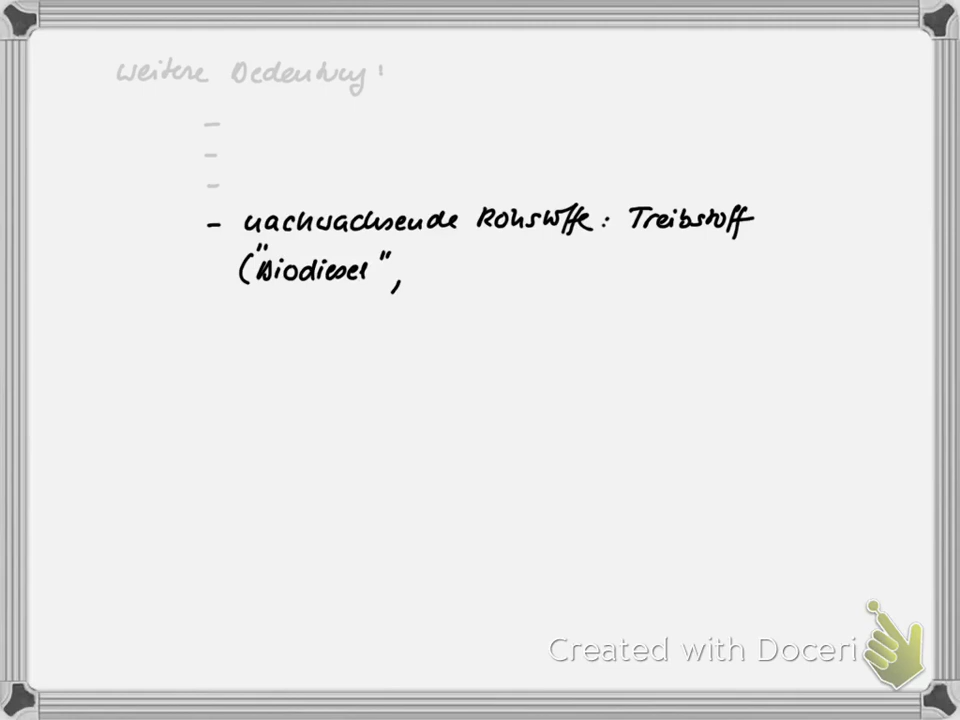 weitere Bedeutung:
-
-
-
- nachwachsende Rohstoffe: Treibstoff
("Biodiesel",
Created with Doceri